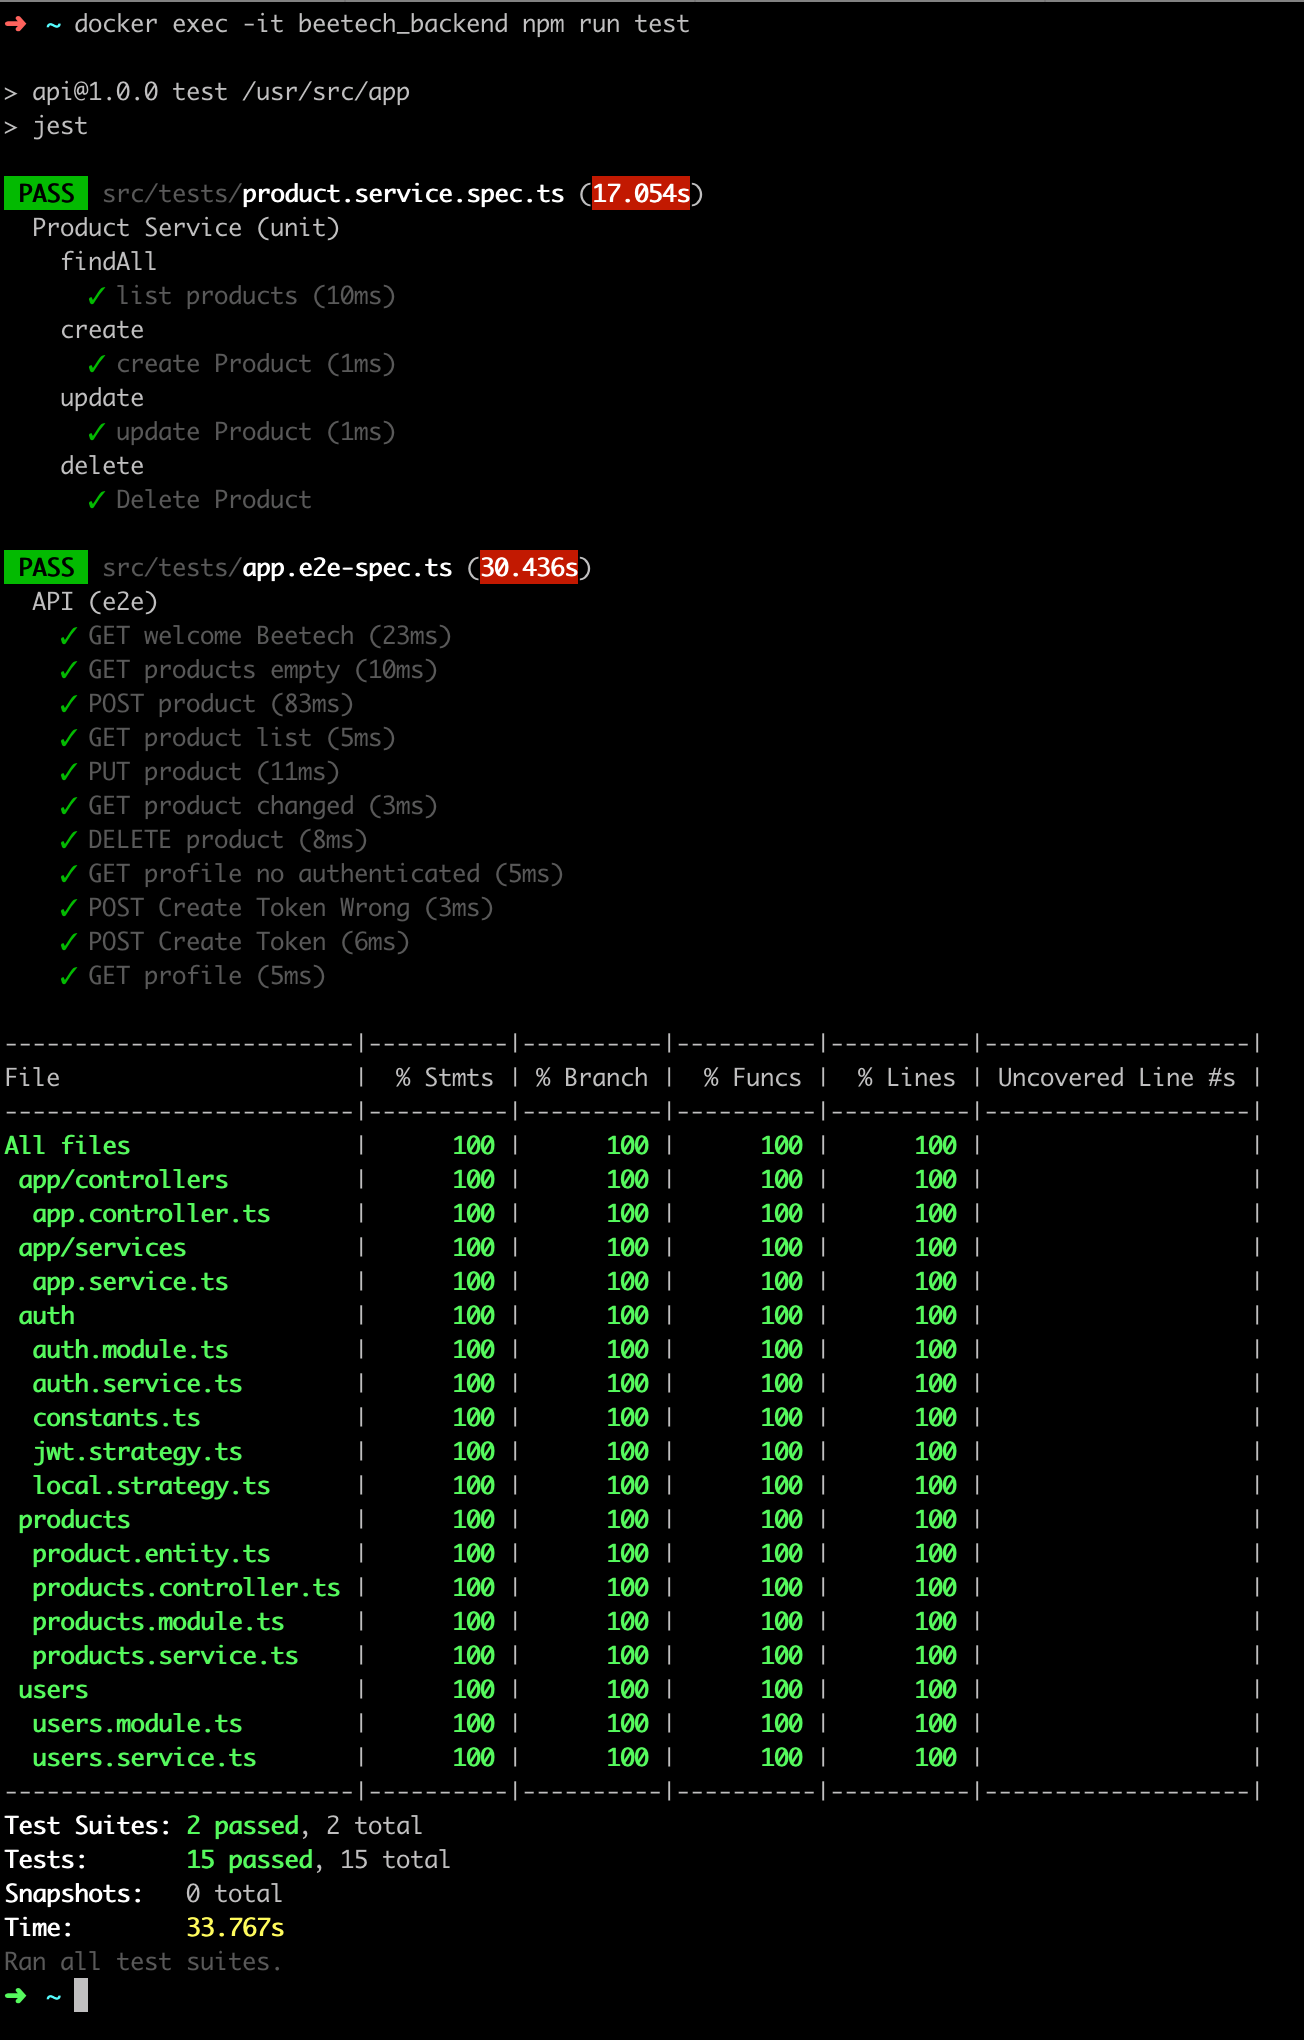 ➜ ~ docker exec -it beetech_backend npm run test
> api@1.0.0 test /usr/src/app
> jest
PASS src/tests/product.service.spec.ts (17.054s)
Product Service (unit)
findAll
✓ list products (10ms)
create
✓ create Product (1ms)
update
✓ update Product (1ms)
delete
✓ Delete Product
PASS src/tests/app.e2e-spec.ts (30.436s)
API (e2e)
✓ GET welcome Beetech (23ms)
✓ GET products empty (10ms)
✓ POST product (83ms)
✓ GET product list (5ms)
✓ PUT product (11ms)
✓ GET product changed (3ms)
✓ DELETE product (8ms)
✓ GET profile no authenticated (5ms)
✓ POST Create Token Wrong (3ms)
✓ POST Create Token (6ms)
✓ GET profile (5ms)
-------------------------|----------|----------|----------|----------|-------------------|
File                     |  % Stmts | % Branch |  % Funcs |  % Lines | Uncovered Line #s |
-------------------------|----------|----------|----------|----------|-------------------|
All files                |      100 |      100 |      100 |      100 |                   |
 app/controllers         |      100 |      100 |      100 |      100 |                   |
  app.controller.ts      |      100 |      100 |      100 |      100 |                   |
 app/services            |      100 |      100 |      100 |      100 |                   |
  app.service.ts         |      100 |      100 |      100 |      100 |                   |
 auth                    |      100 |      100 |      100 |      100 |                   |
  auth.module.ts         |      100 |      100 |      100 |      100 |                   |
  auth.service.ts        |      100 |      100 |      100 |      100 |                   |
  constants.ts           |      100 |      100 |      100 |      100 |                   |
  jwt.strategy.ts        |      100 |      100 |      100 |      100 |                   |
  local.strategy.ts      |      100 |      100 |      100 |      100 |                   |
 products                |      100 |      100 |      100 |      100 |                   |
  product.entity.ts      |      100 |      100 |      100 |      100 |                   |
  products.controller.ts |      100 |      100 |      100 |      100 |                   |
  products.module.ts     |      100 |      100 |      100 |      100 |                   |
  products.service.ts    |      100 |      100 |      100 |      100 |                   |
 users                   |      100 |      100 |      100 |      100 |                   |
  users.module.ts        |      100 |      100 |      100 |      100 |                   |
  users.service.ts       |      100 |      100 |      100 |      100 |                   |
-------------------------|----------|----------|----------|----------|-------------------|
Test Suites: 2 passed, 2 total
Tests:       15 passed, 15 total
Snapshots:   0 total
Time:        33.767s
Ran all test suites.
➜ ~